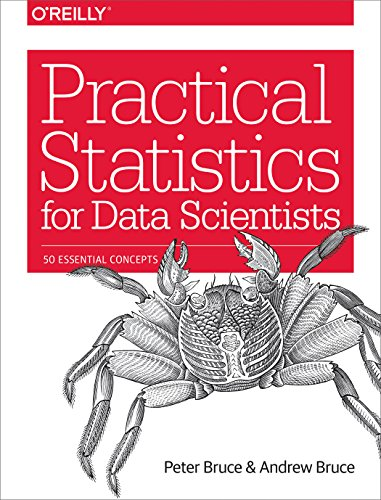 O'REILLY®
Practical
Statistics
for Data Scientists
50 ESSENTIAL CONCEPTS
Peter Bruce & Andrew Bruce